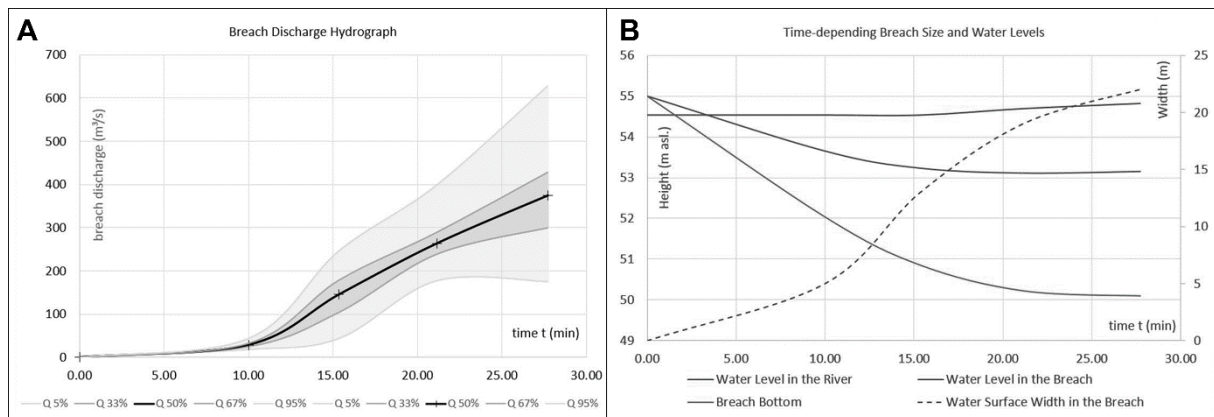 A
Breach Discharge Hydrograph
700
600
500
400
300
200
100
0
breach discharge (m³/s)
time t (min)
0.00 5.00 10.00 15.00 20.00 25.00 30.00
Q 5% Q 33% Q 50% Q 67% Q 95% Q 5% Q 33% Q 50% Q 67% Q 95%
B
Time-depending Breach Size and Water Levels
56
55
54
53
52
51
50
49
Height (m asl.)
25
20
15
10
5
0
Width (m)
time t (min)
0.00 5.00 10.00 15.00 20.00 25.00 30.00
Water Level in the River Water Level in the Breach
Breach Bottom Water Surface Width in the Breach